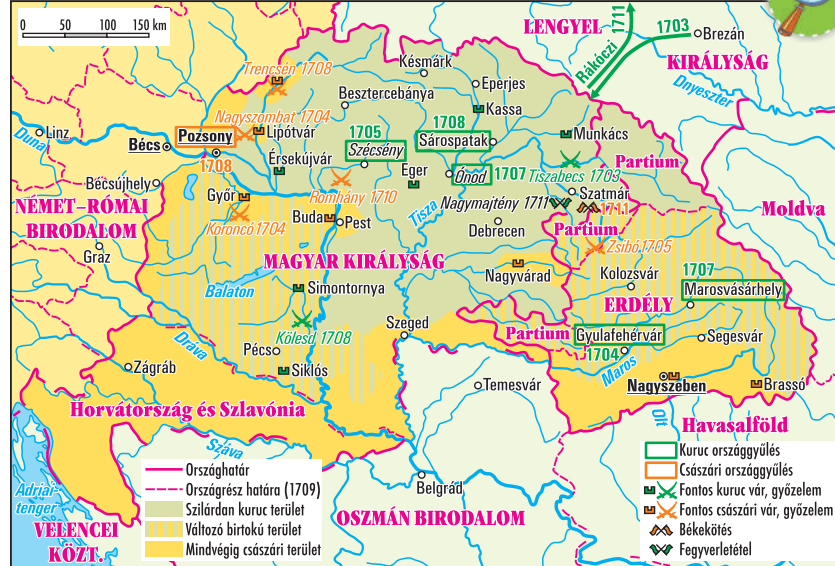 0 50 100 150 km
LENGYEL
KIRÁLYSÁG
1711
1703
Rákóczi
Brezán
Dnyeszter
Trencsén 1708
Késmárk
Besztercebánya
Eperjes
Kassa
Nagyszombat 1704
Lipótvár
Linz
Duna
Bécs
Pozsony
1708
1705
Szécsény
1708
Sárospatak
Munkács
Partium
Érsekújvár
Eger
Ónod
1707
Tiszabecs 1703
Bécsújhely
Romhány 1710
Szatmár
Nagymajtény 1711
1711
Moldva
Győr
Koroncó 1704
Buda
Pest
Tisza
Debrecen
Partium
Zsibó 1705
NÉMET–RÓMAI
BIRODALOM
Graz
MAGYAR KIRÁLYSÁG
Nagyvárad
Kolozsvár
1707
Marosvásárhely
Balaton
Simontornya
ERDÉLY
Kölesd 1708
Szeged
Partium
Gyulafehérvár
1704
Segesvár
Dráva
Pécs
Siklós
Maros
Zágráb
Temesvár
Nagyszeben
Brassó
Horvátország és Szlavónia
Olt
Havasalföld
Száva
Belgrád
Adriai-
tenger
VELENCEI
KÖZT.
OSZMÁN BIRODALOM
Országhatár
Országrész határa (1709)
Szilárdan kuruc terület
Változó birtokú terület
Mindvégig császári terület
Kuruc országgyűlés
Császári országgyűlés
Fontos kuruc vár, győzelem
Fontos császári vár, győzelem
Békekötés
Fegyverletétel